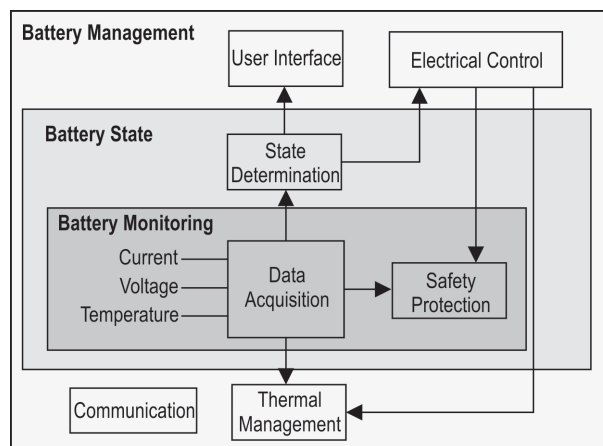 Battery Management
User Interface
Electrical Control
Battery State
State
Determination
Battery Monitoring
Current
Voltage
Temperature
Data
Acquisition
Safety
Protection
Communication
Thermal
Management